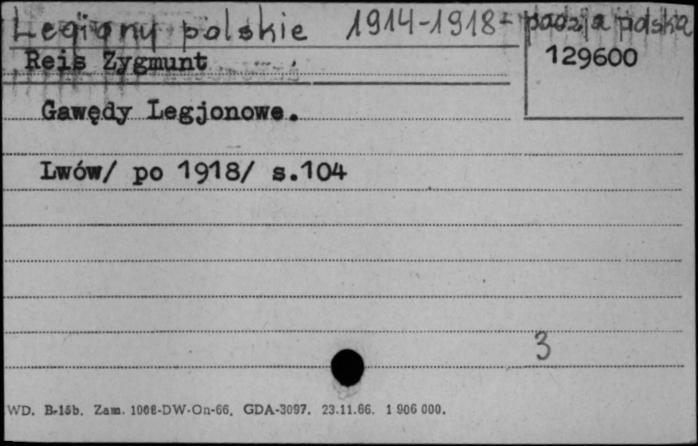 Legiony polskie 1914-1918 - poezja polska
Reis Zygmunt
129600
Gawędy Legjonowe.
Lwów/ po 1918/ s.104
3
WD. B-15b. Zam. 1068-DW-On-66. GDA-3097. 23.11.66. 1 906 000.